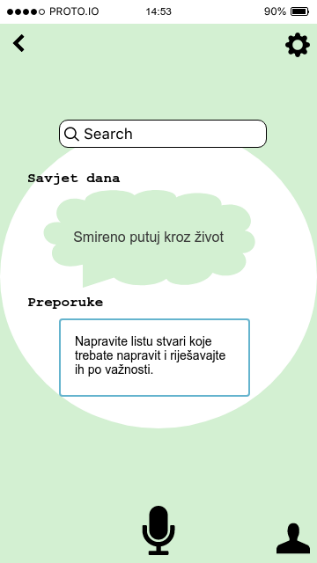 PROTO.IO 14:53 90%
Search
Savjet dana
Smireno putuj kroz život
Preporuke
Napravite listu stvari koje
trebate napravit i riješavajte
ih po važnosti.